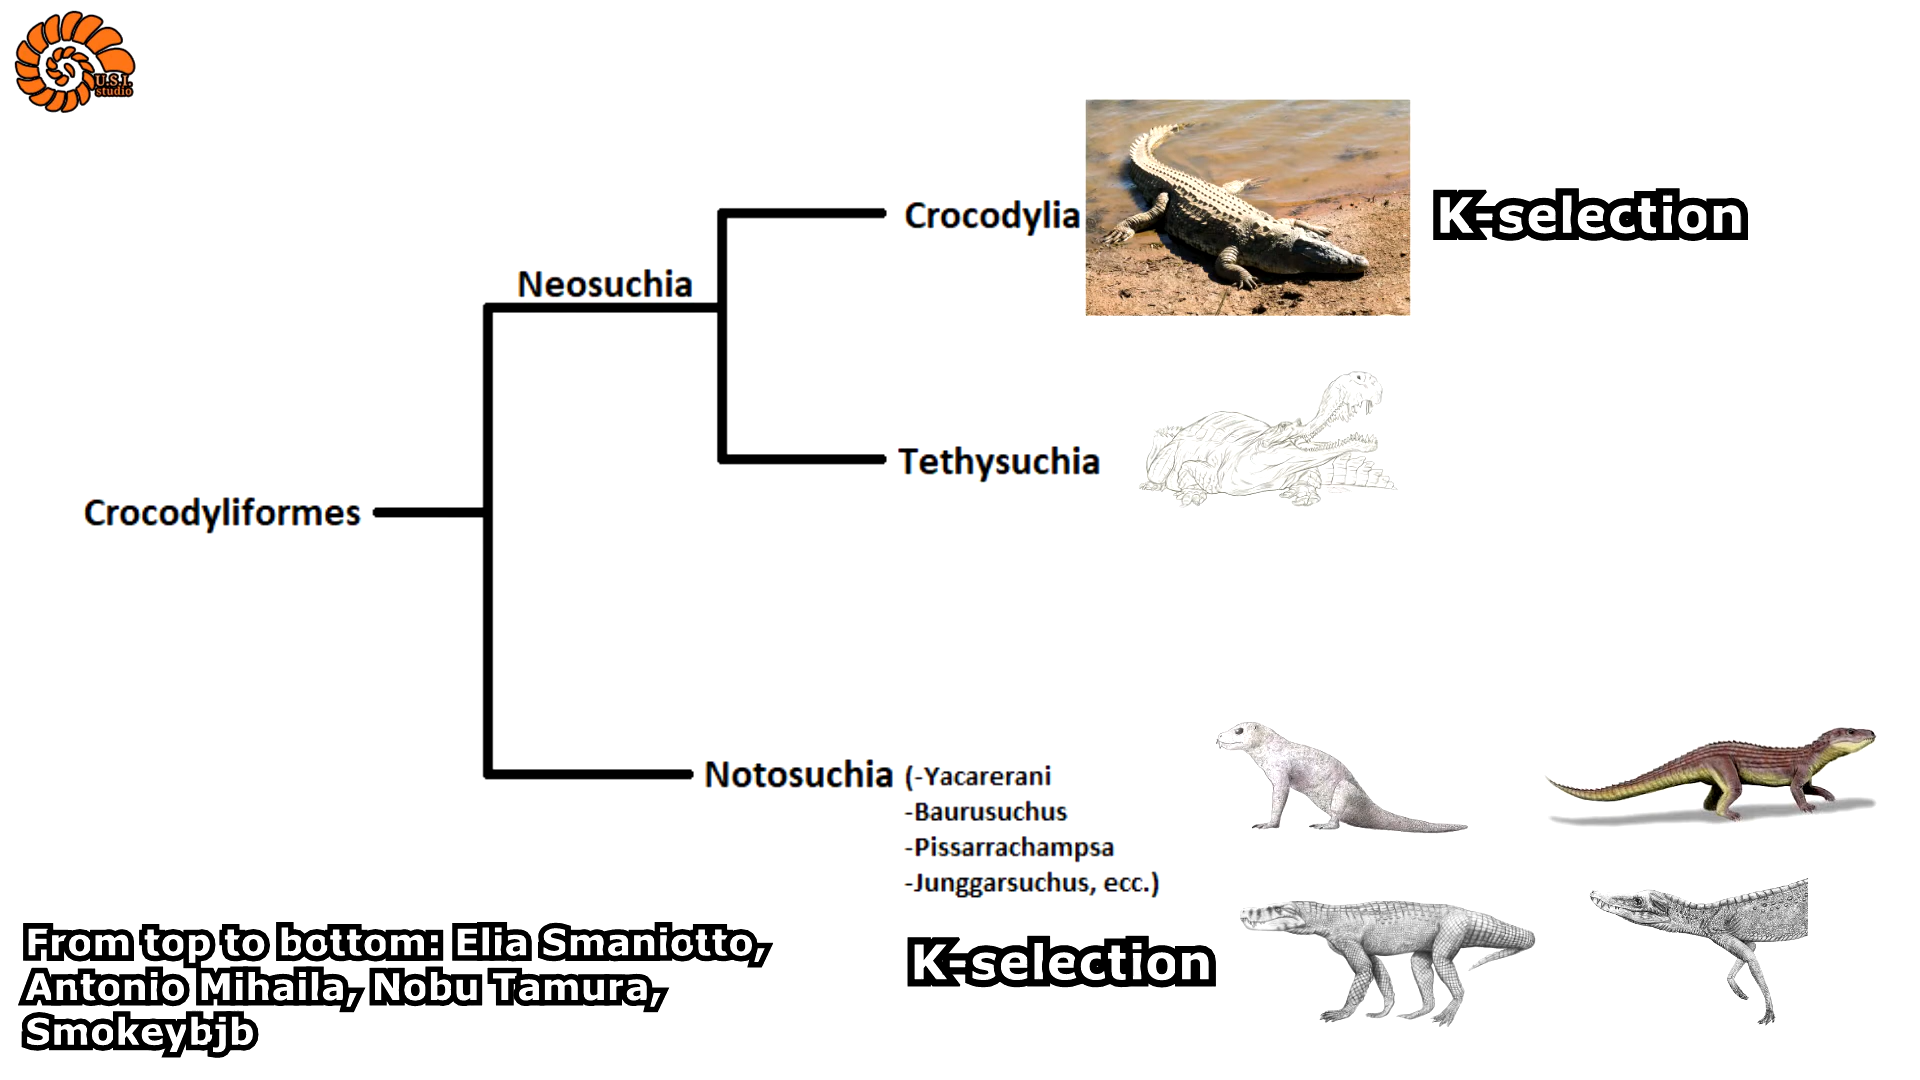 U.S.I.
studio
Crocodylia
K-selection
Neosuchia
Tethysuchia
Crocodyliformes
Notosuchia (-Yacarerani
-Baurusuchus
-Pissarrachampsa
-Junggarsuchus, ecc.)
K-selection
From top to bottom: Elia Smaniotto,
Antonio Mihaila, Nobu Tamura,
Smokeybjb